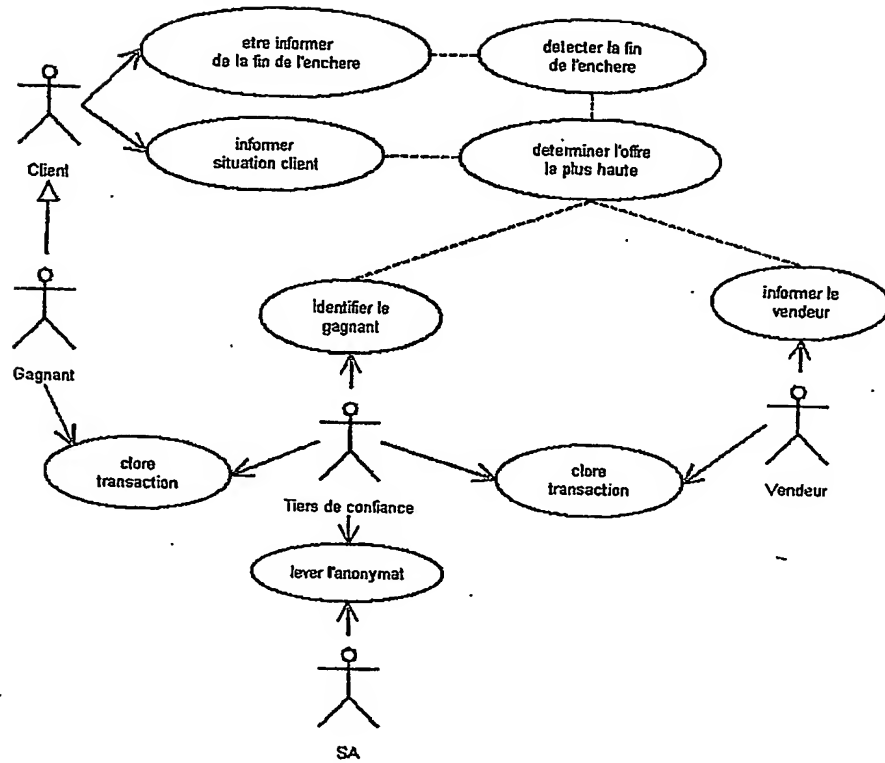 etre informer
de la fin de l'enchere
detecter la fin
de l'enchere
informer
situation client
determiner l'offre
la plus haute
Client
Identifier le
gagnant
informer le
vendeur
Gagnant
clore
transaction
Tiers de confiance
clore
transaction
Vendeur
lever l'anonymat
SA